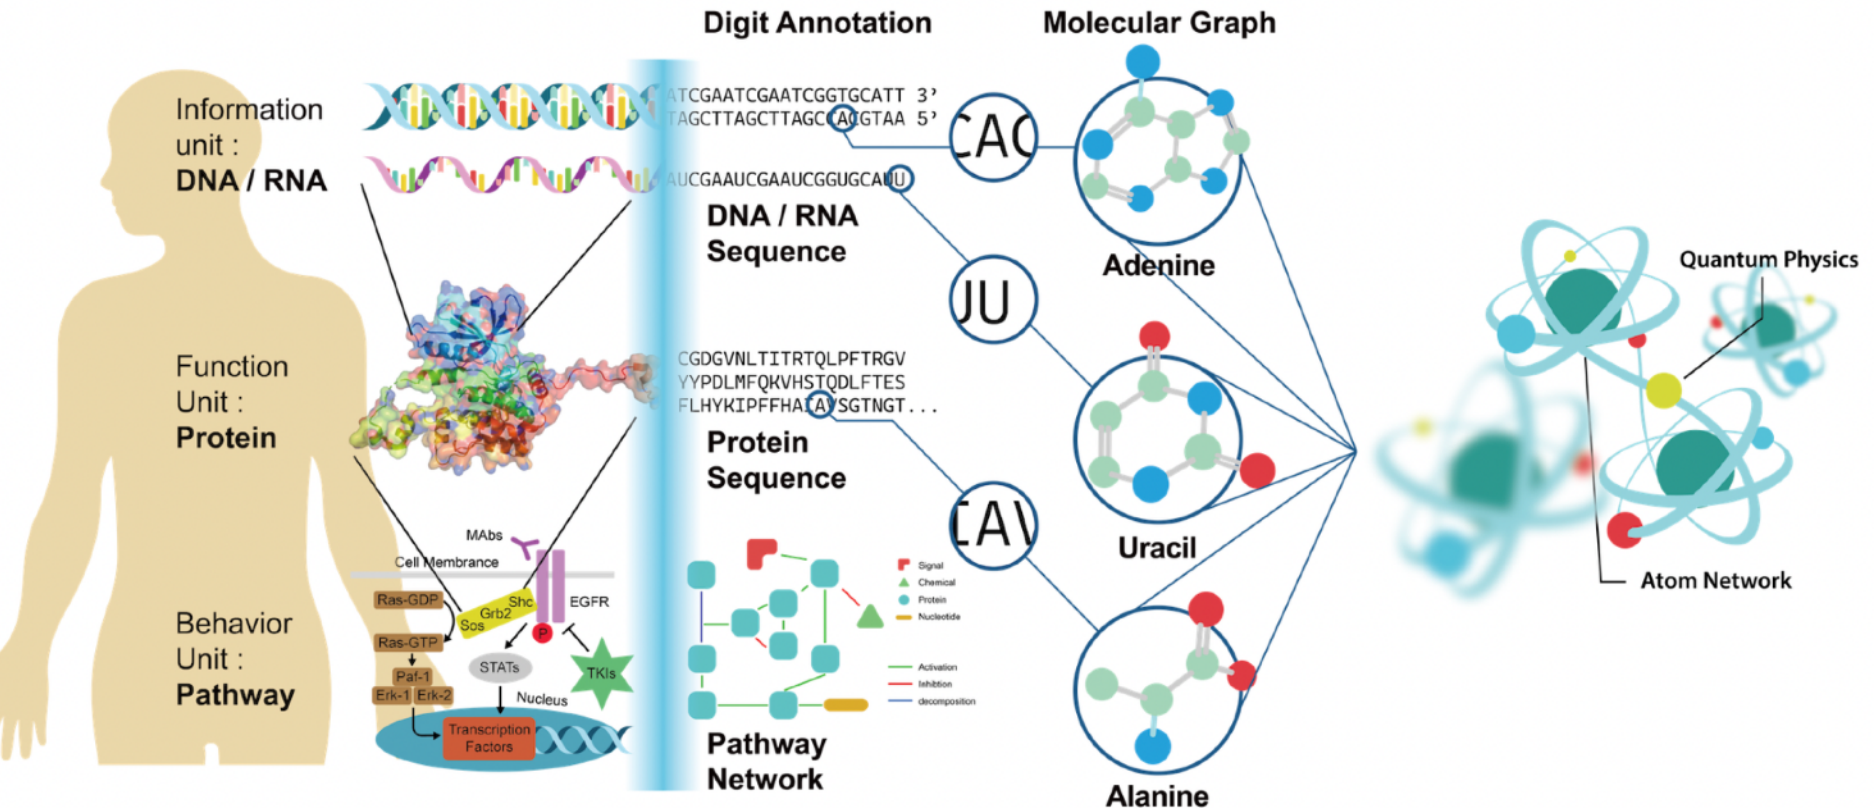 Digit Annotation
Molecular Graph
Information
unit :
DNA / RNA
ATCGAATCGAATCGGTGCATT 3’
TAGCTTAGCTTAGCCACGTAA 5’
AUCGAAUCGAAUCGGUGCAUU
DNA / RNA
Sequence
CAC
Adenine
UU
Uracil
Function
Unit :
Protein
CGDGVNLTITRTQLPFTRGV
YYPDLMFQKVHSTQDLFTES
FLHYKIPFFHAIAVSGTNGT...
Protein
Sequence
IAV
Alanine
Behavior
Unit :
Pathway
MAbs
Cell Membrance
Ras-GDP
Shc
Grb2
Sos
EGFR
P
Ras-GTP
STATs
TKIs
Paf-1
Erk-1
Erk-2
Nucleus
Transcription
Factors
Signal
Chemical
Protein
Nucleotide
Activation
Inhibtion
decomposition
Pathway
Network
Quantum Physics
Atom Network